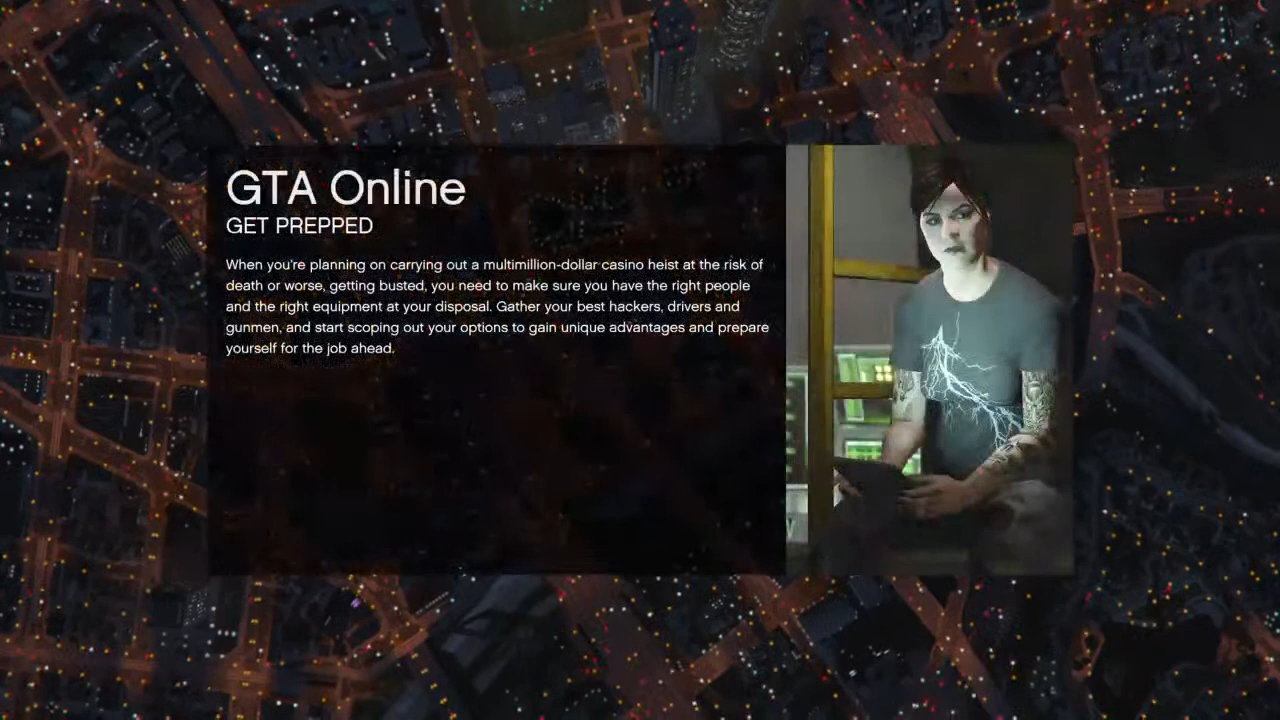 GTA Online
GET PREPPED
When you're planning on carrying out a multimillion-dollar casino heist at the risk of
death or worse, getting busted, you need to make sure you have the right people
and the right equipment at your disposal. Gather your best hackers, drivers and
gunmen, and start scoping out your options to gain unique advantages and prepare
yourself for the job ahead.